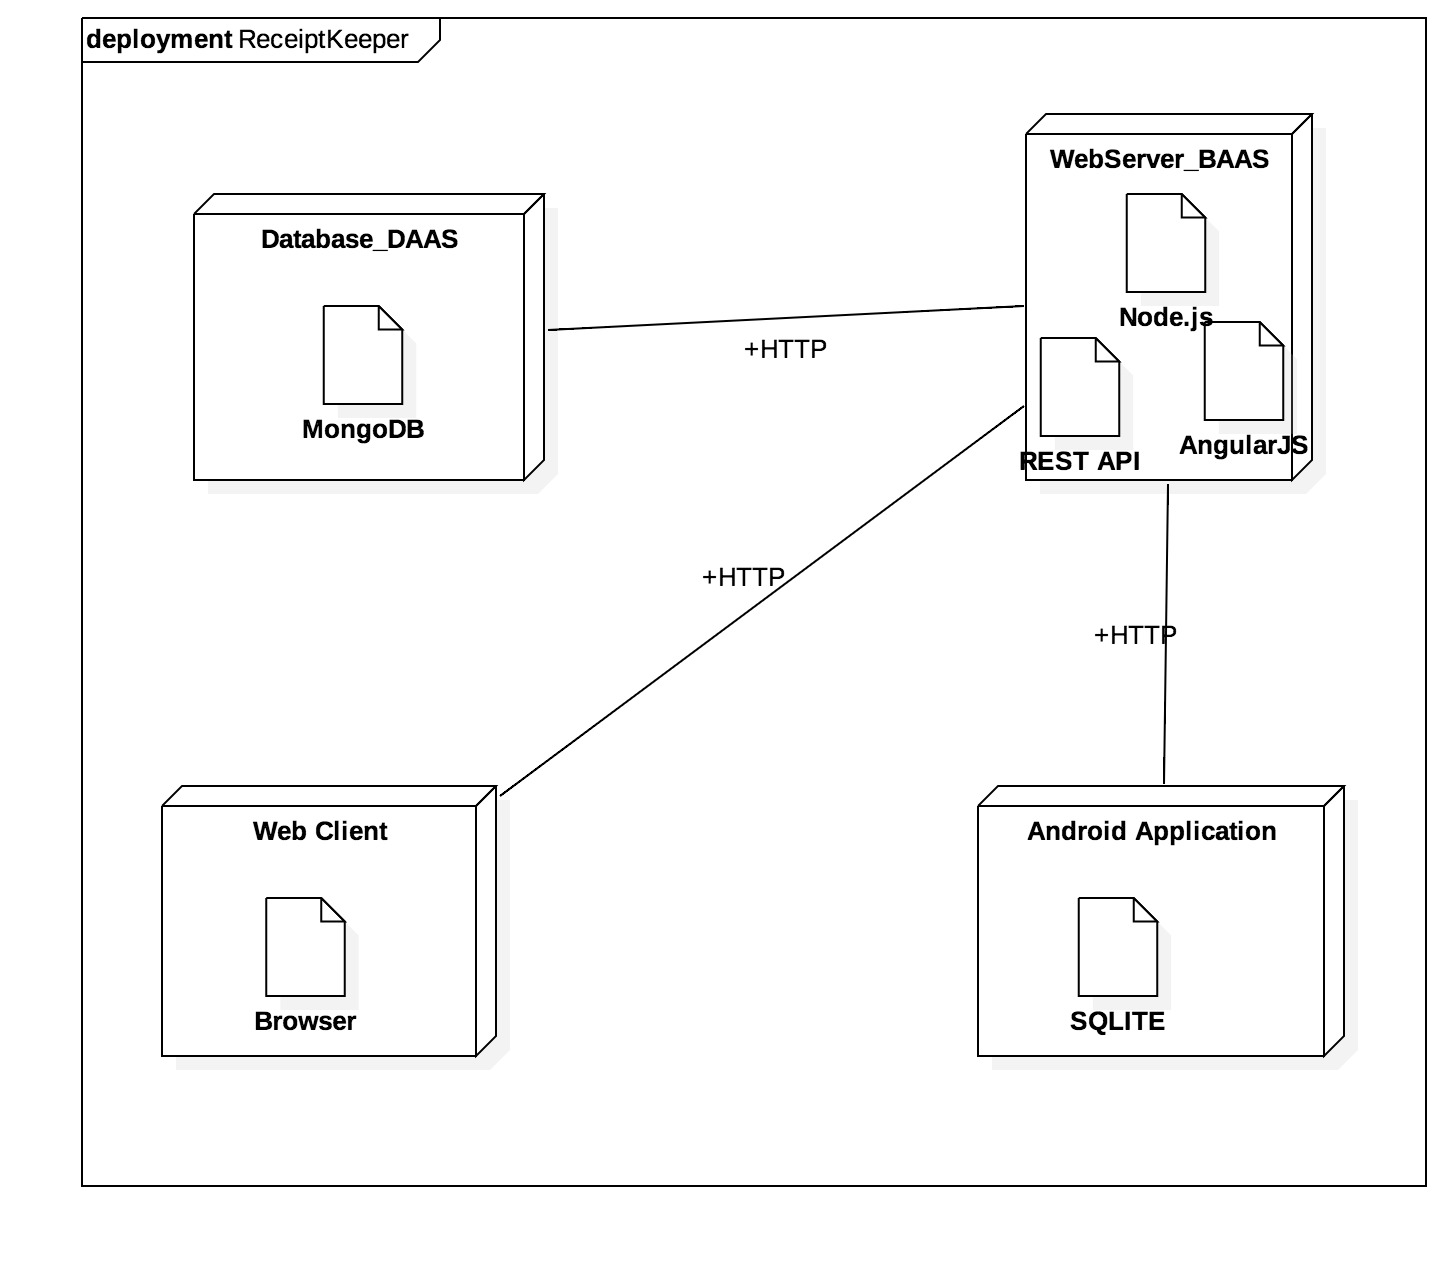 deployment ReceiptKeeper
WebServer_BAAS
Node.js
REST API
AngularJS
Database_DAAS
MongoDB
+HTTP
+HTTP
+HTTP
Web Client
Browser
Android Application
SQLITE